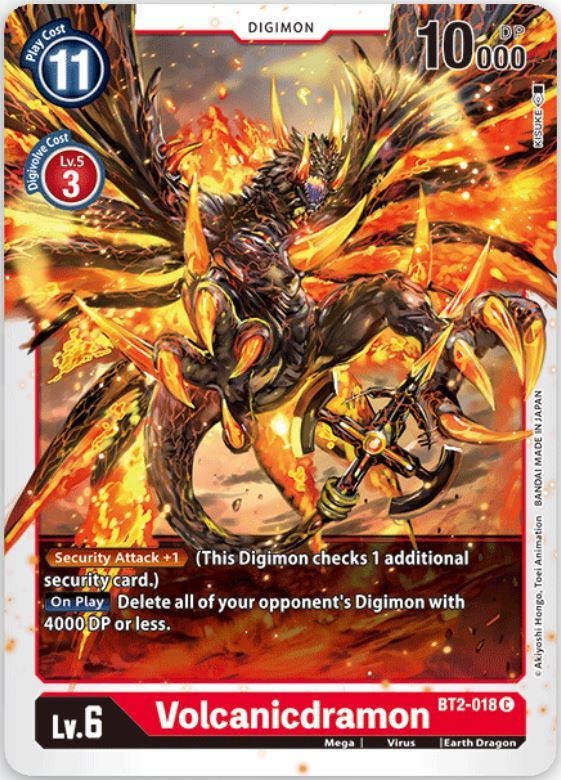 DIGIMON
Play Cost
11
10000
DP
Digivolve Cost
Lv.5
3
KISUKE
Security Attack +1 (This Digimon checks 1 additional
security card.)
On Play Delete all of your opponent's Digimon with
4000 DP or less.
© Akiyoshi Hongo, Toei Animation BANDAI MADE IN JAPAN
BT2-018 C
Lv.6 Volcanicdramon
Mega | Virus |Earth Dragon